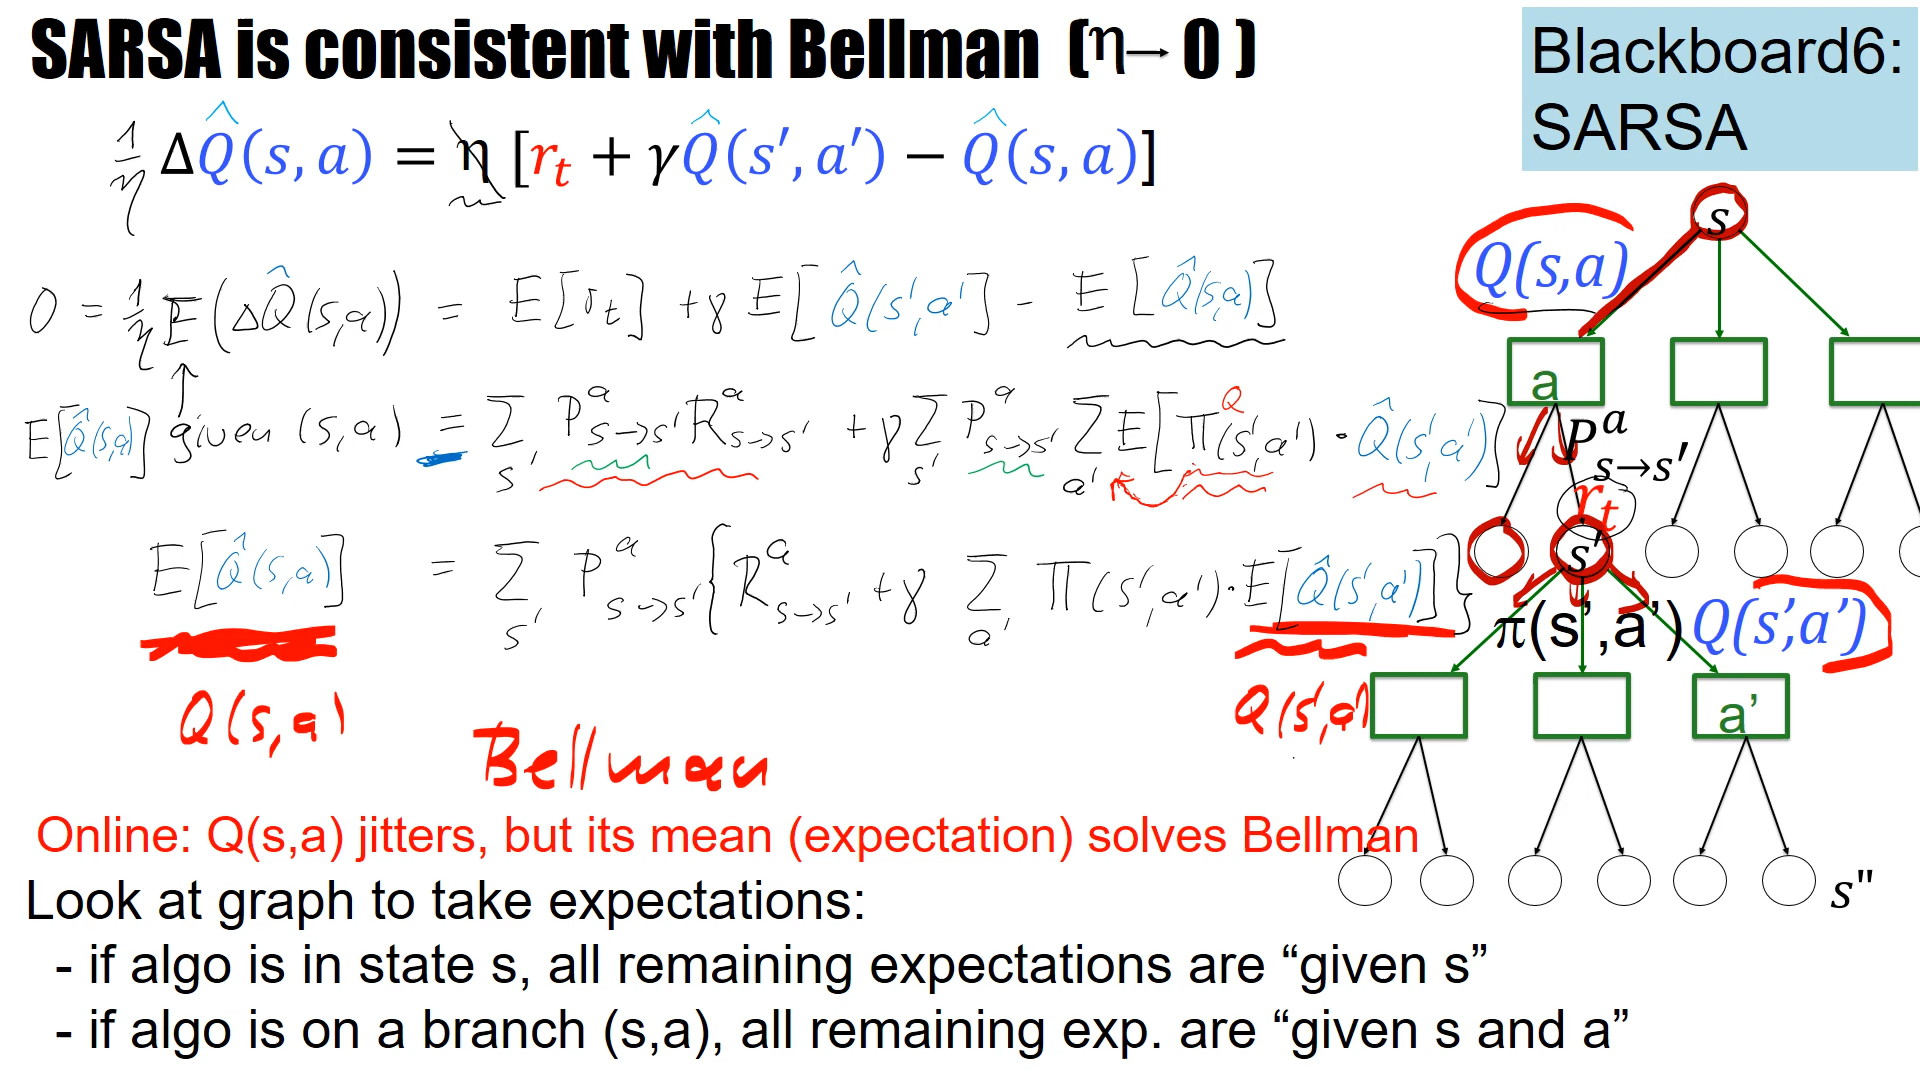 SARSA is consistent with Bellman (η→ 0 )
Blackboard6:
SARSA
1/η ΔQ̂(s,a) = η [r_t + γQ̂(s′,a′) − Q̂(s,a)]
0 = 1/η E(ΔQ̂(s,a)) = E[r_t] + γ E[Q̂(s′,a′] − E[Q̂(s,a)]
E[Q̂(s,a)] given (s,a) = Σ_s′ P^a_s→s′ R^a_s→s′ + γ Σ_s′ P^a_s→s′ Σ_a′ E[π^Q(s′,a′) · Q̂(s′,a′)]
E[Q̂(s,a)] = Σ_s′ P^a_s→s′ {R^a_s→s′ + γ Σ_a′ π(s′,a′) · E[Q̂(s′,a′)]}
Q(s,a)
Q(s′,a′)
Bellman
s
Q(s,a)
a
P^a_s→s′
r_t
s′
π(s’,a’) Q(s’,a’)
a’
s"
Online: Q(s,a) jitters, but its mean (expectation) solves Bellman
Look at graph to take expectations:
- if algo is in state s, all remaining expectations are “given s”
- if algo is on a branch (s,a), all remaining exp. are “given s and a”